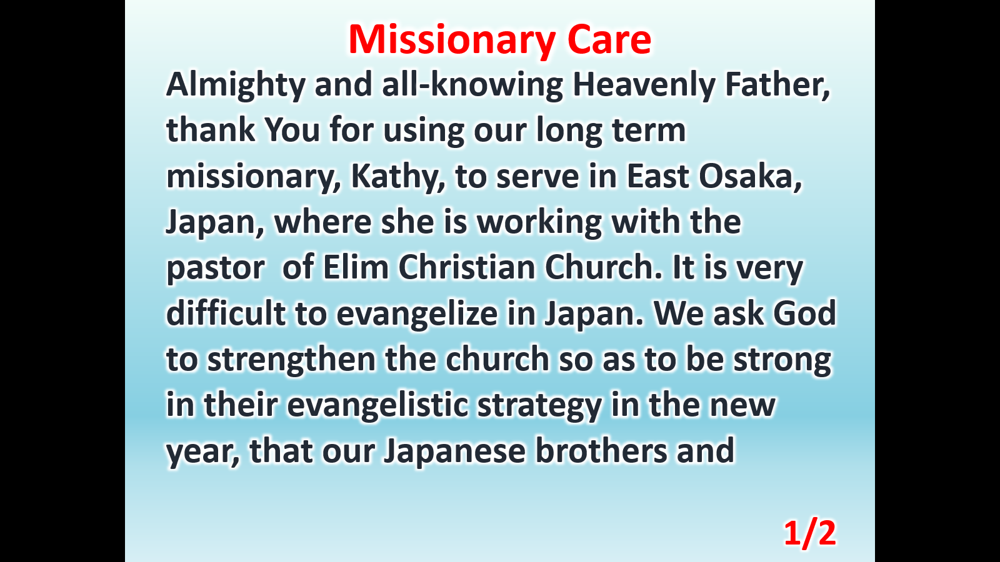 Missionary Care
Almighty and all-knowing Heavenly Father,
thank You for using our long term
missionary, Kathy, to serve in East Osaka,
Japan, where she is working with the
pastor  of Elim Christian Church. It is very
difficult to evangelize in Japan. We ask God
to strengthen the church so as to be strong
in their evangelistic strategy in the new
year, that our Japanese brothers and
1/2